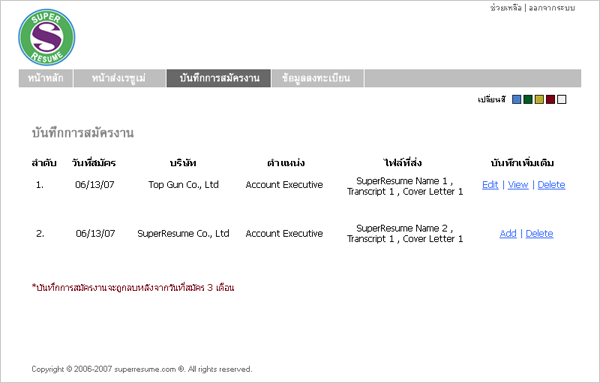 ช่วยเหลือ | ออกจากระบบ
SUPER
S
RESUME
หน้าหลัก หน้าส่งเรซูเม่ บันทึกการสมัครงาน ข้อมูลลงทะเบียน
เปลี่ยนสี
บันทึกการสมัครงาน
ลำดับ วันที่สมัคร บริษัท ตำแหน่ง ไฟล์ที่ส่ง บันทึกเพิ่มเติม
1. 06/13/07 Top Gun Co., Ltd Account Executive SuperResume Name 1 , Edit | View | Delete
Transcript 1 , Cover Letter 1
2. 06/13/07 SuperResume Co., Ltd Account Executive SuperResume Name 2 , Add | Delete
Transcript 1 , Cover Letter 1
*บันทึกการสมัครงานจะถูกลบหลังจากวันที่สมัคร 3 เดือน
Copyright © 2006-2007 superresume.com ®. All rights reserved.